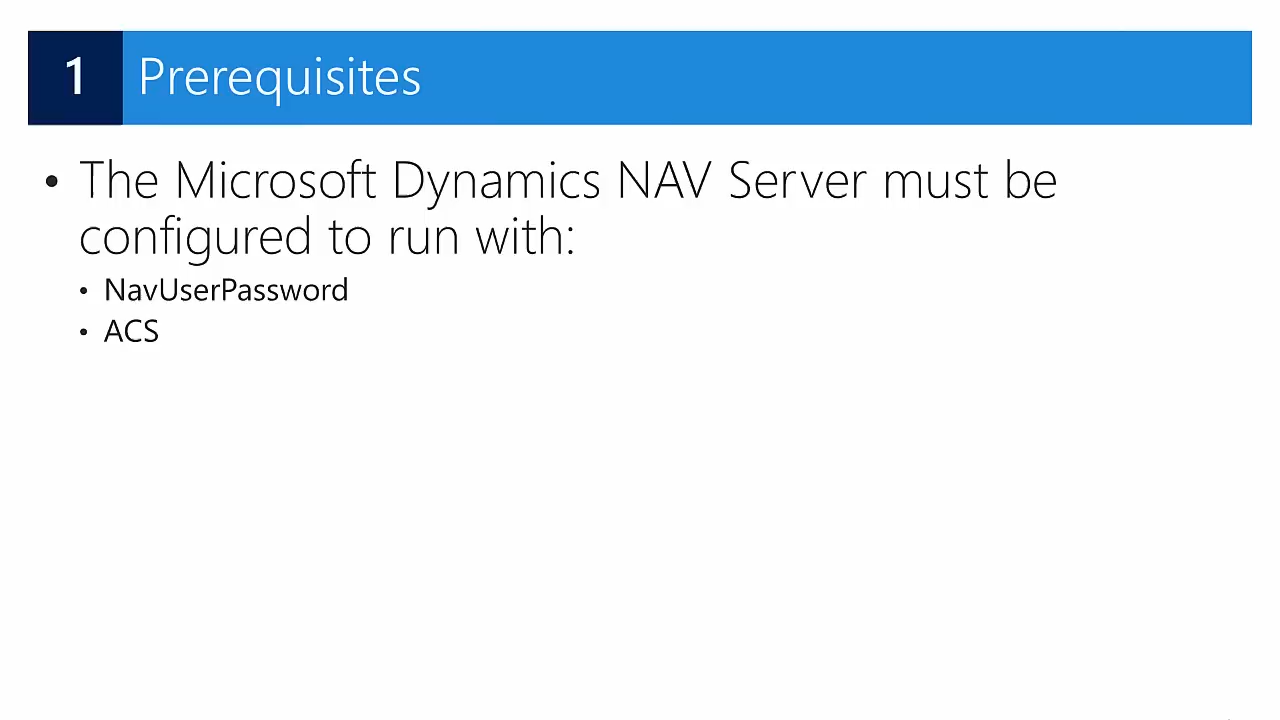 1 Prerequisites
• The Microsoft Dynamics NAV Server must be
configured to run with:
• NavUserPassword
• ACS